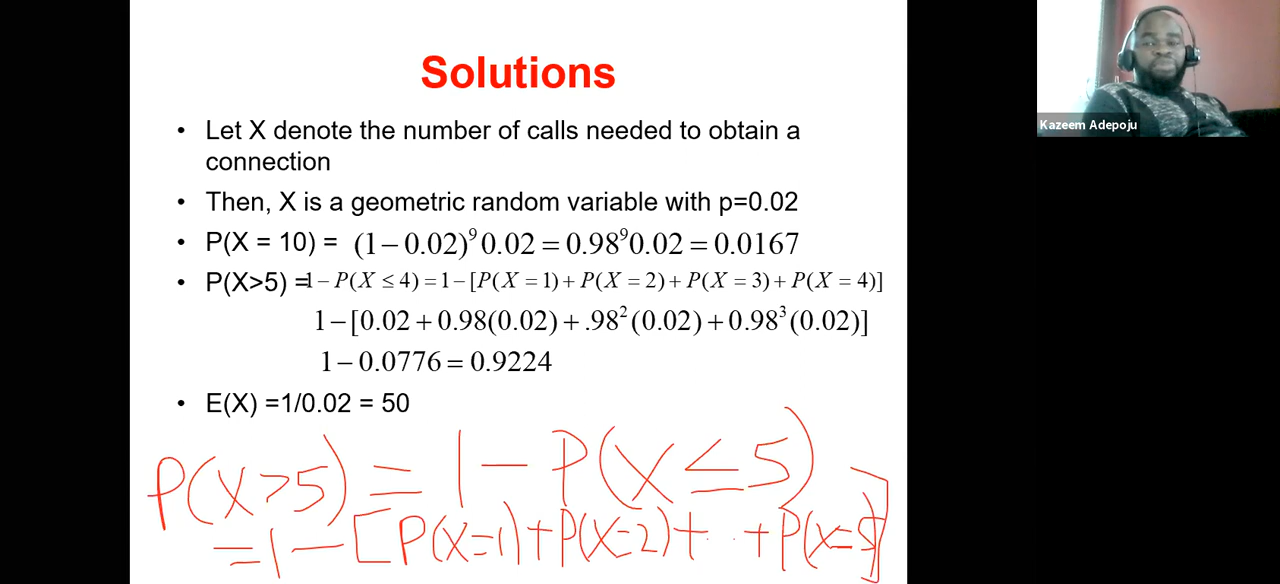 Solutions
• Let X denote the number of calls needed to obtain a
connection
• Then, X is a geometric random variable with p=0.02
• P(X = 10) = (1 − 0.02)⁹ 0.02 = 0.98⁹0.02 = 0.0167
• P(X>5) =1 − P(X ≤ 4) = 1 − [P(X = 1) + P(X = 2) + P(X = 3) + P(X = 4)]
1 − [0.02 + 0.98(0.02) + .98² (0.02) + 0.98³ (0.02)]
1 − 0.0776 = 0.9224
• E(X) =1/0.02 = 50
P(X>5) = 1 − P(X ≤ 5)
= 1 − [P(X=1)+P(X=2)+ . . +P(X=5)]
Kazeem Adepoju